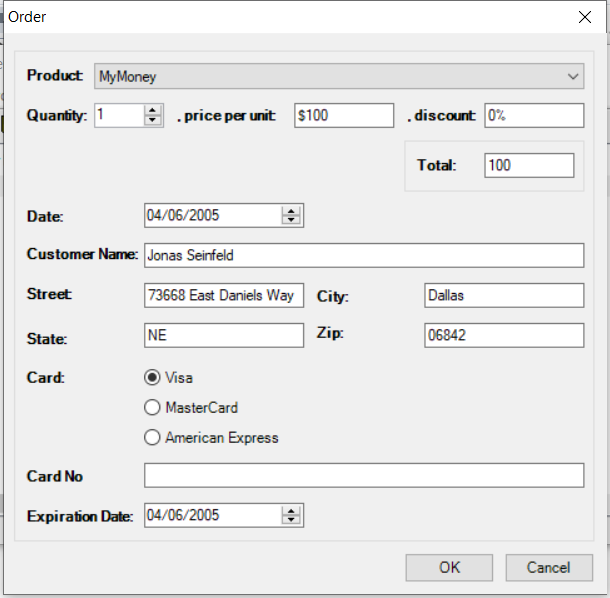 Order
Product: MyMoney
Quantity: 1 , price per unit: $100 , discount: 0%
Total: 100
Date: 04/06/2005
Customer Name: Jonas Seinfeld
Street: 73668 East Daniels Way City: Dallas
State: NE Zip: 06842
Card: Visa
MasterCard
American Express
Card No
Expiration Date: 04/06/2005
OK Cancel